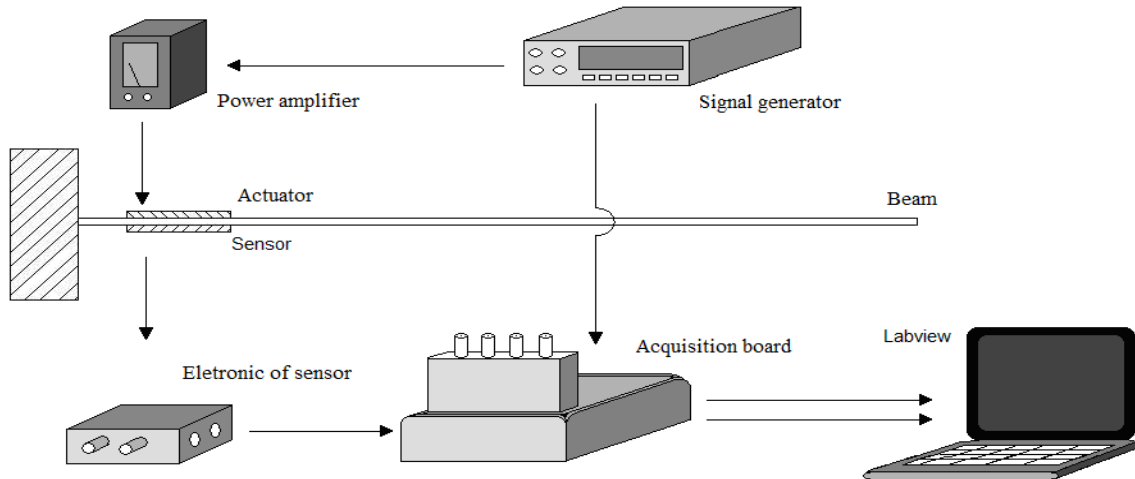 Power amplifier
Signal generator
Actuator
Beam
Sensor
Labview
Acquisition board
Eletronic of sensor